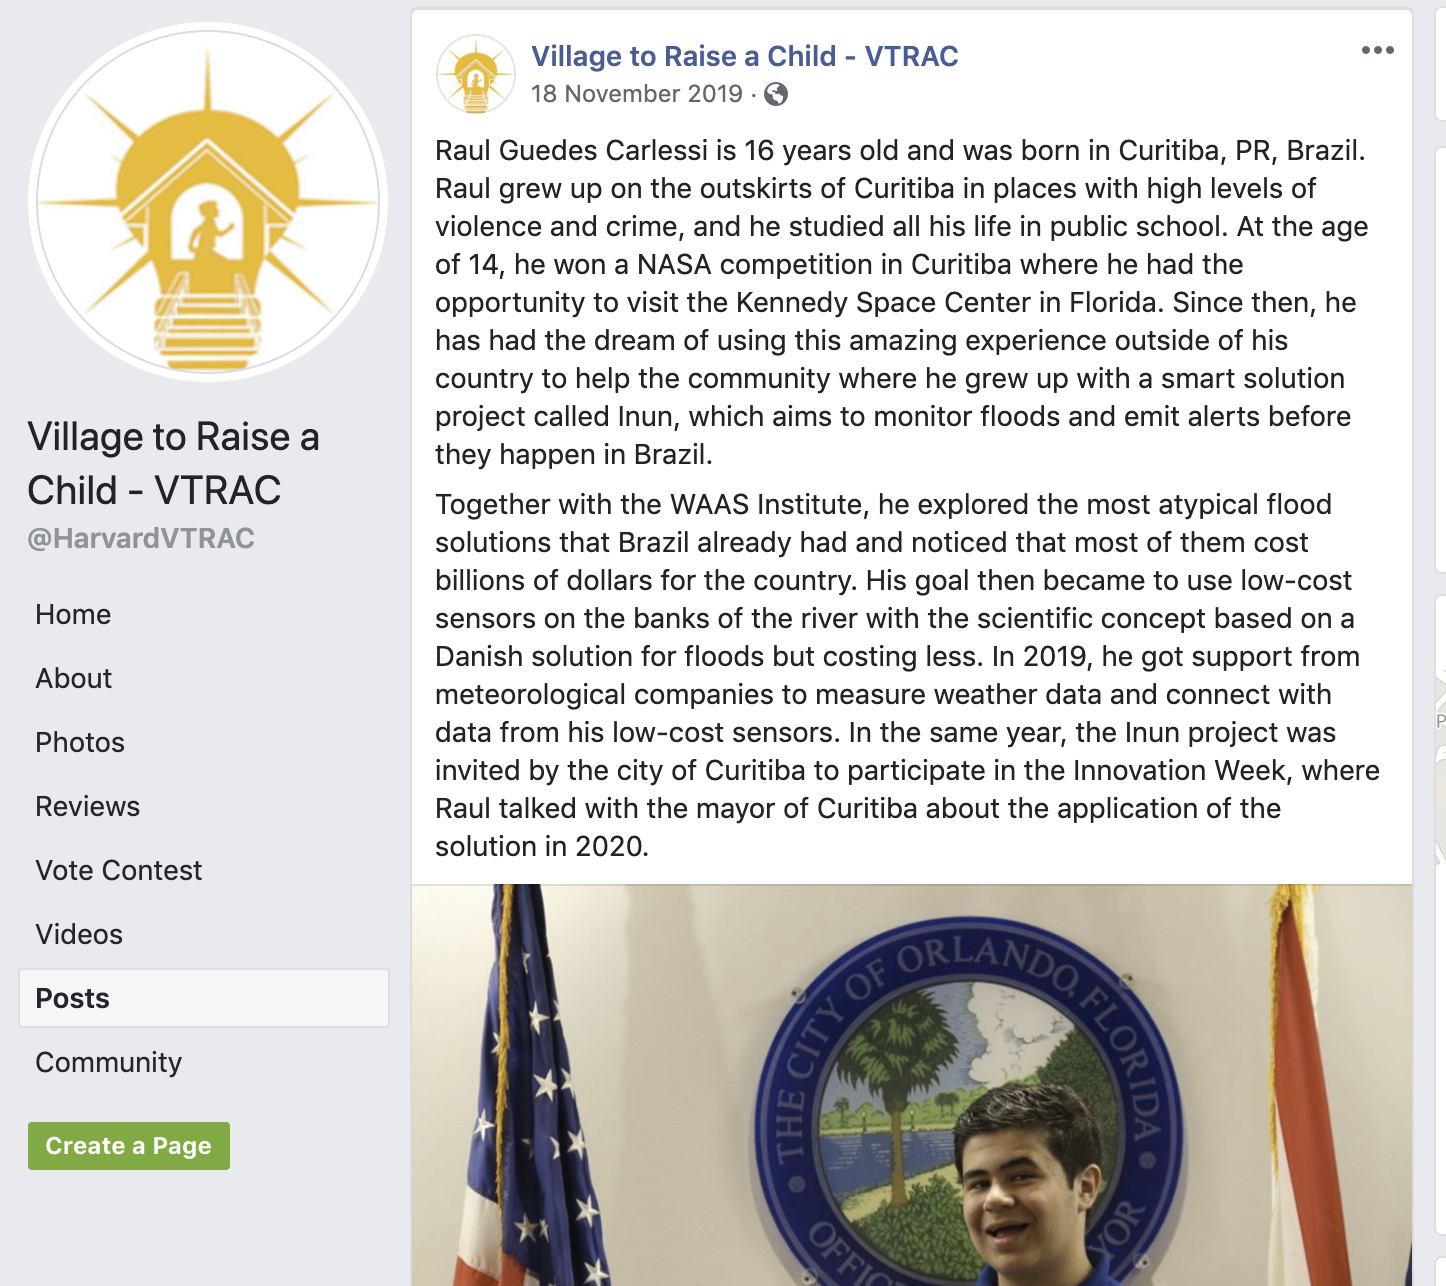 Village to Raise a
Child - VTRAC
@HarvardVTRAC
Home
About
Photos
Reviews
Vote Contest
Videos
Posts
Community
Create a Page
Village to Raise a Child - VTRAC
18 November 2019 ·
Raul Guedes Carlessi is 16 years old and was born in Curitiba, PR, Brazil.
Raul grew up on the outskirts of Curitiba in places with high levels of
violence and crime, and he studied all his life in public school. At the age
of 14, he won a NASA competition in Curitiba where he had the
opportunity to visit the Kennedy Space Center in Florida. Since then, he
has had the dream of using this amazing experience outside of his
country to help the community where he grew up with a smart solution
project called Inun, which aims to monitor floods and emit alerts before
they happen in Brazil.
Together with the WAAS Institute, he explored the most atypical flood
solutions that Brazil already had and noticed that most of them cost
billions of dollars for the country. His goal then became to use low-cost
sensors on the banks of the river with the scientific concept based on a
Danish solution for floods but costing less. In 2019, he got support from
meteorological companies to measure weather data and connect with
data from his low-cost sensors. In the same year, the Inun project was
invited by the city of Curitiba to participate in the Innovation Week, where
Raul talked with the mayor of Curitiba about the application of the
solution in 2020.
THE CITY OF ORLANDO, FLORIDA